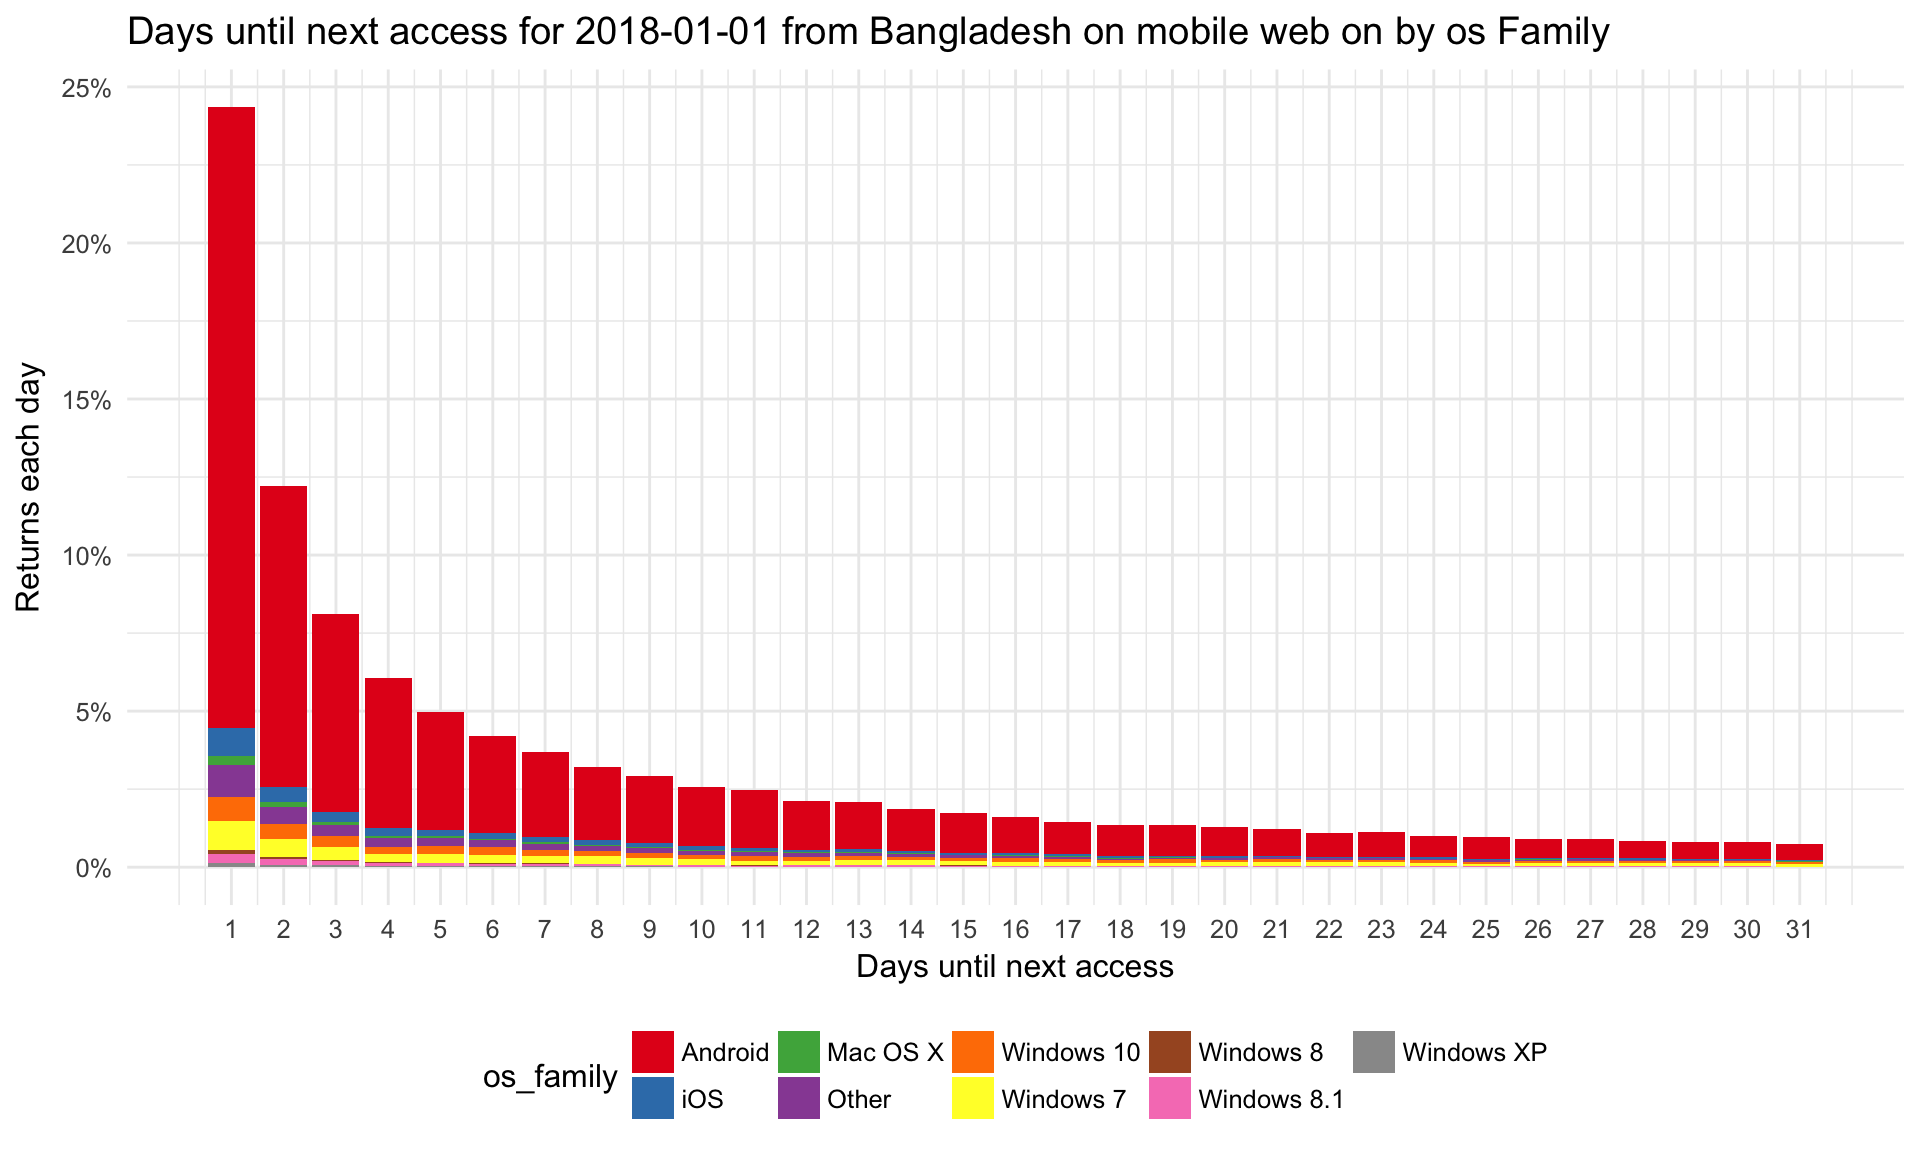 Days until next access for 2018-01-01 from Bangladesh on mobile web on by os Family
Returns each day
25%
20%
15%
10%
5%
0%
1 2 3 4 5 6 7 8 9 10 11 12 13 14 15 16 17 18 19 20 21 22 23 24 25 26 27 28 29 30 31
Days until next access
os_family
Android Mac OS X Windows 10 Windows 8 Windows XP
iOS Other Windows 7 Windows 8.1